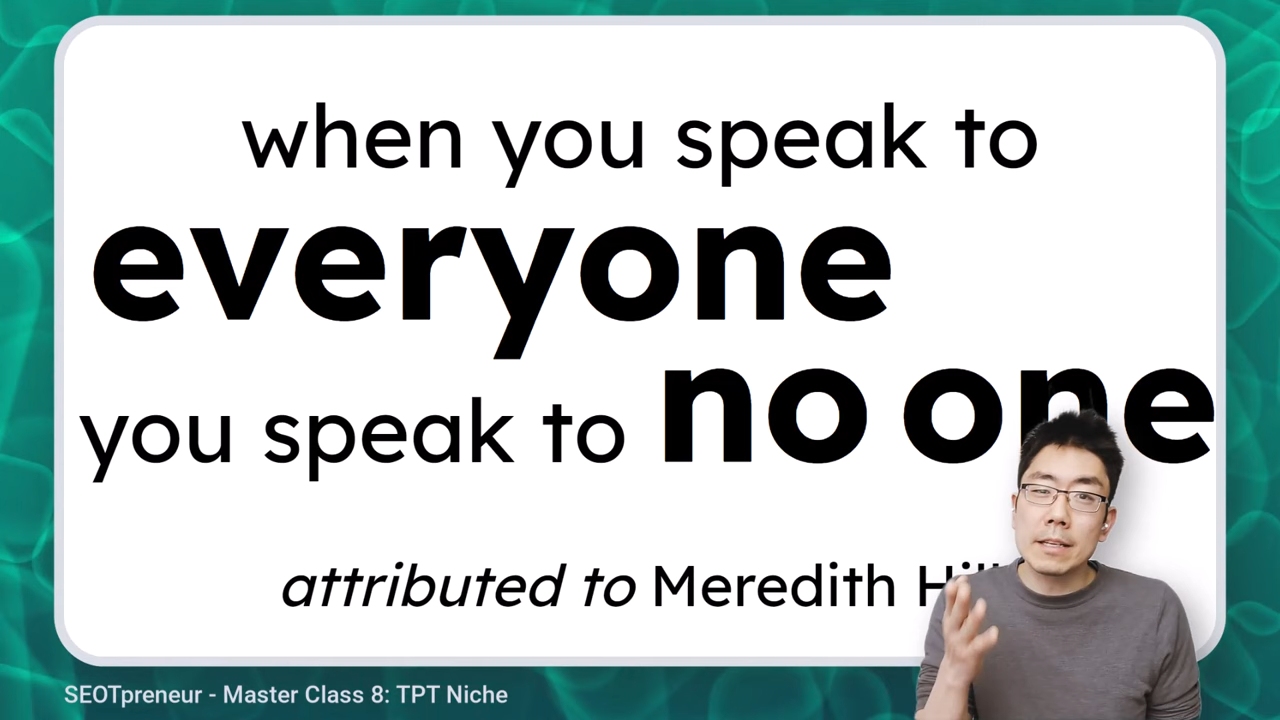 when you speak to
everyone
you speak to no one
attributed to Meredith Hill
SEOTpreneur - Master Class 8: TPT Niche